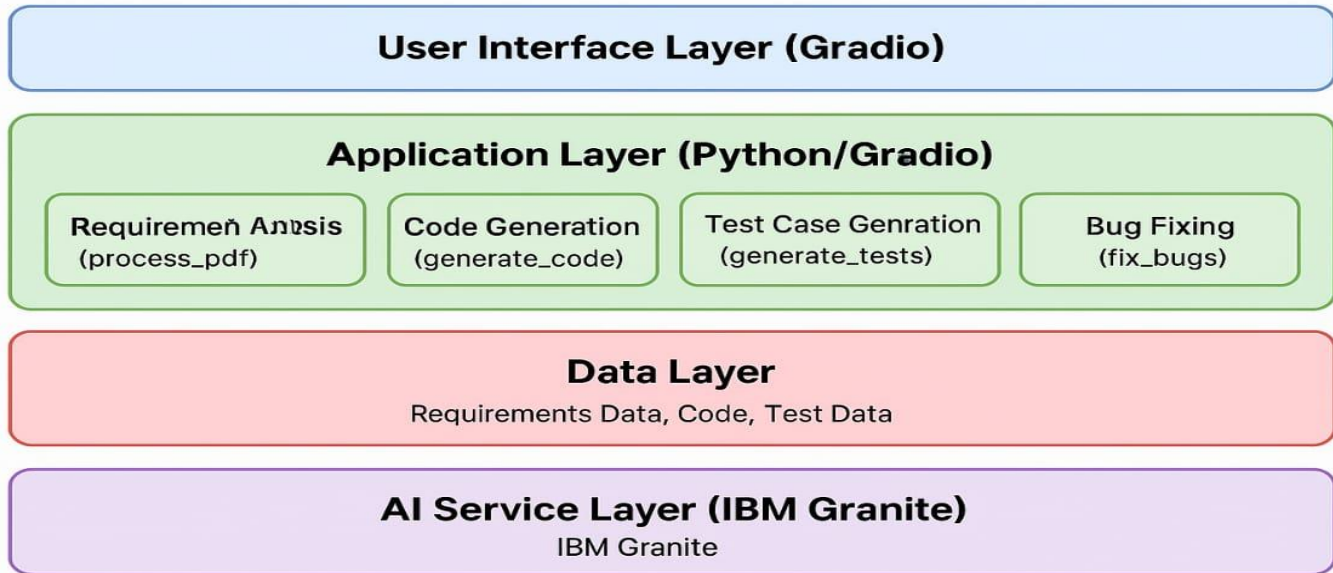 User Interface Layer (Gradio)
Application Layer (Python/Gradio)
Requiremen
(process_pdf)
Code Generation
(generate_code)
Test Case Genration
(generate_tests)
Bug Fixing
(fix_bugs)
Data Layer
Requirements Data, Code, Test Data
AI Service Layer (IBM Granite)
IBM Granite